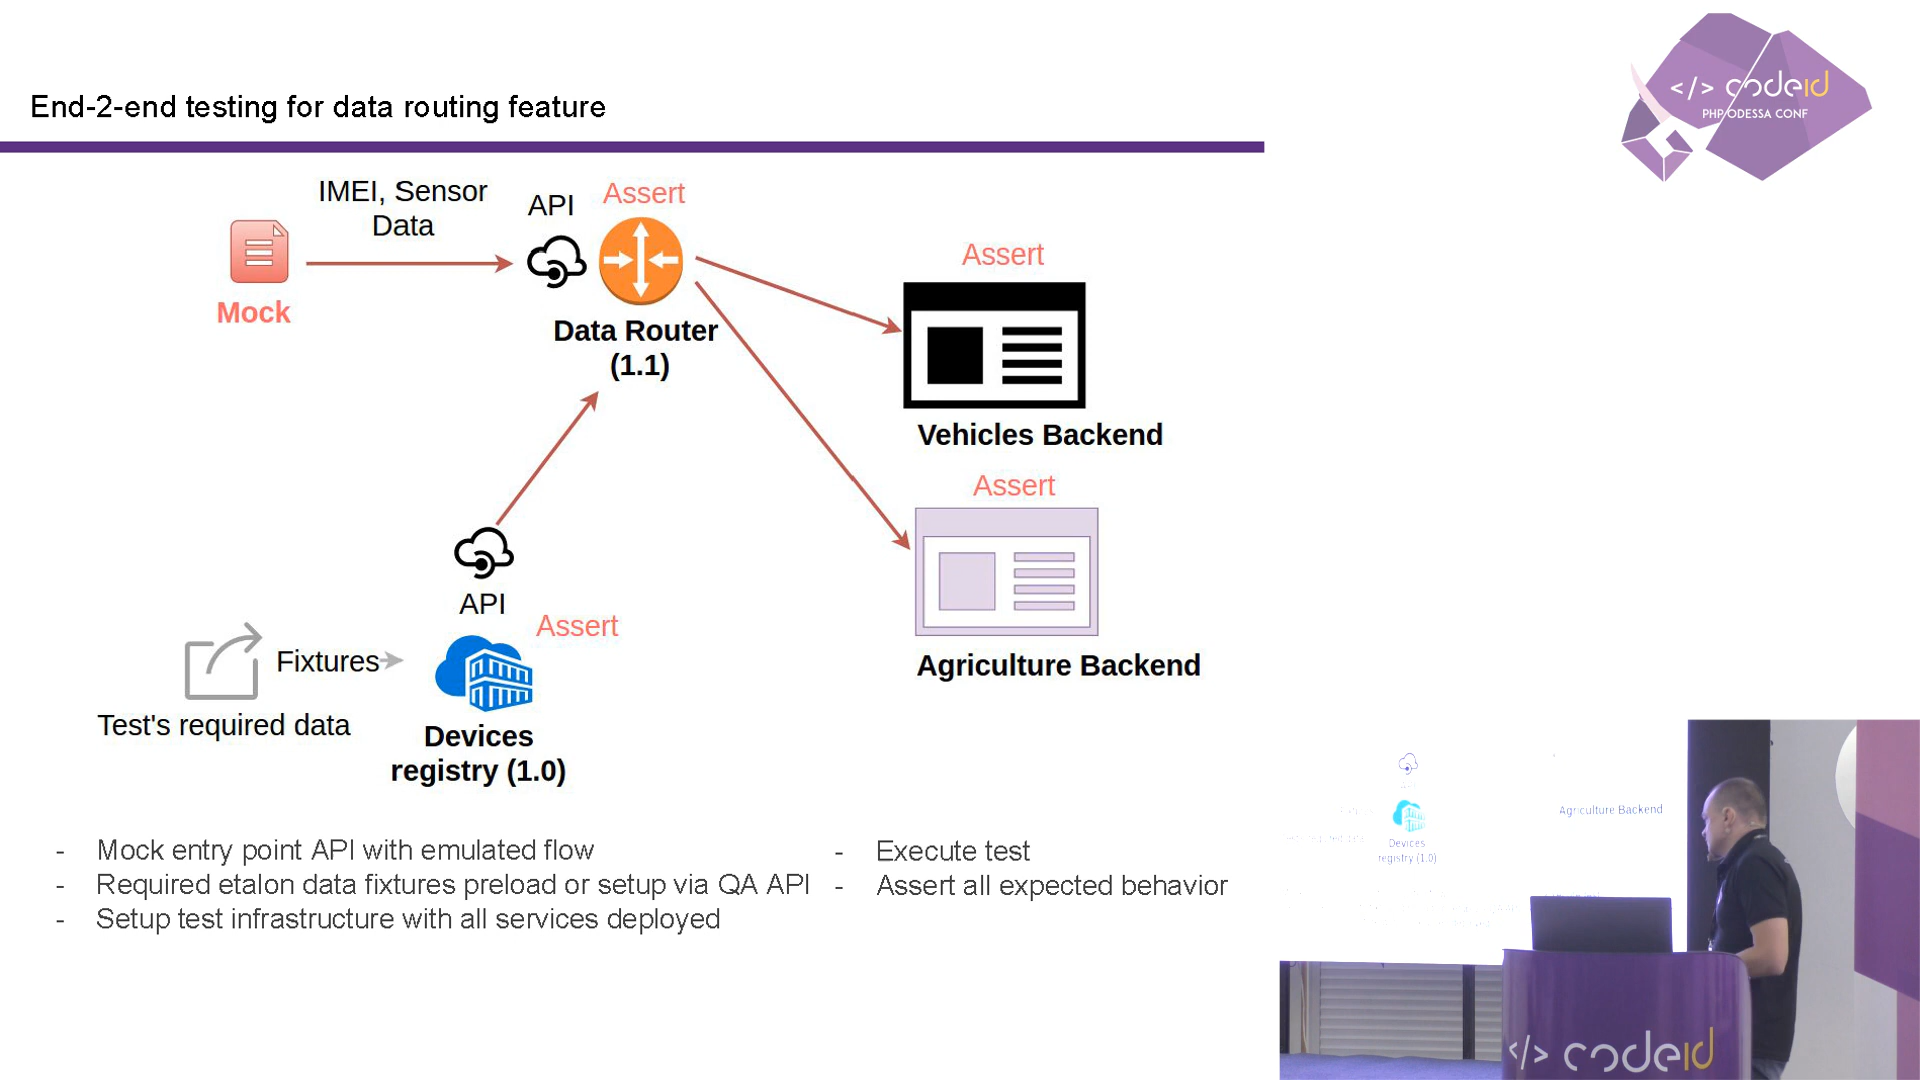 End-2-end testing for data routing feature
</> codeid
PHP ODESSA CONF
IMEI, Sensor
Data
API
Assert
Mock
Data Router
(1.1)
Assert
Vehicles Backend
Assert
Agriculture Backend
API
Assert
Fixtures
Test's required data
Devices
registry (1.0)
- Mock entry point API with emulated flow
- Required etalon data fixtures preload or setup via QA API
- Setup test infrastructure with all services deployed
- Execute test
- Assert all expected behavior
Agriculture Backend
Devices
registry (1.0)
</> codeid